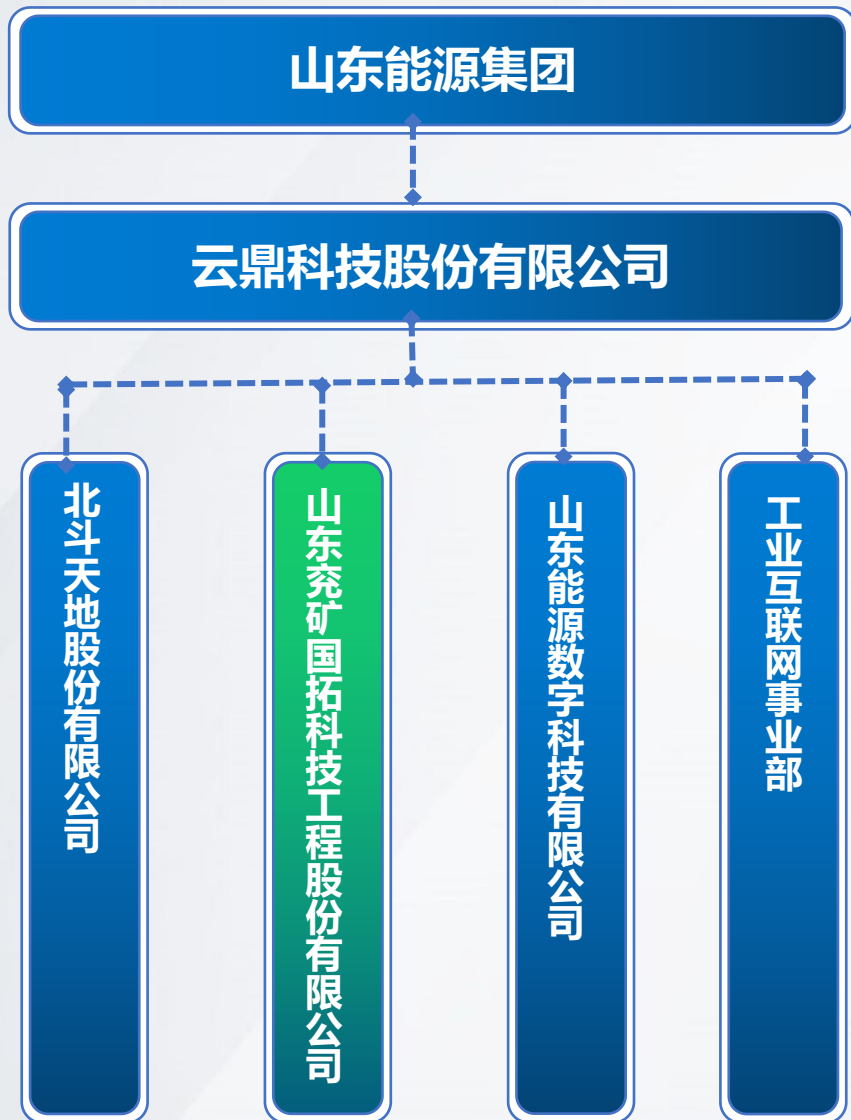 山东能源集团
云鼎科技股份有限公司
北斗天地股份有限公司
山东兖矿国拓科技工程股份有限公司
山东能源数字科技有限公司
工业互联网事业部